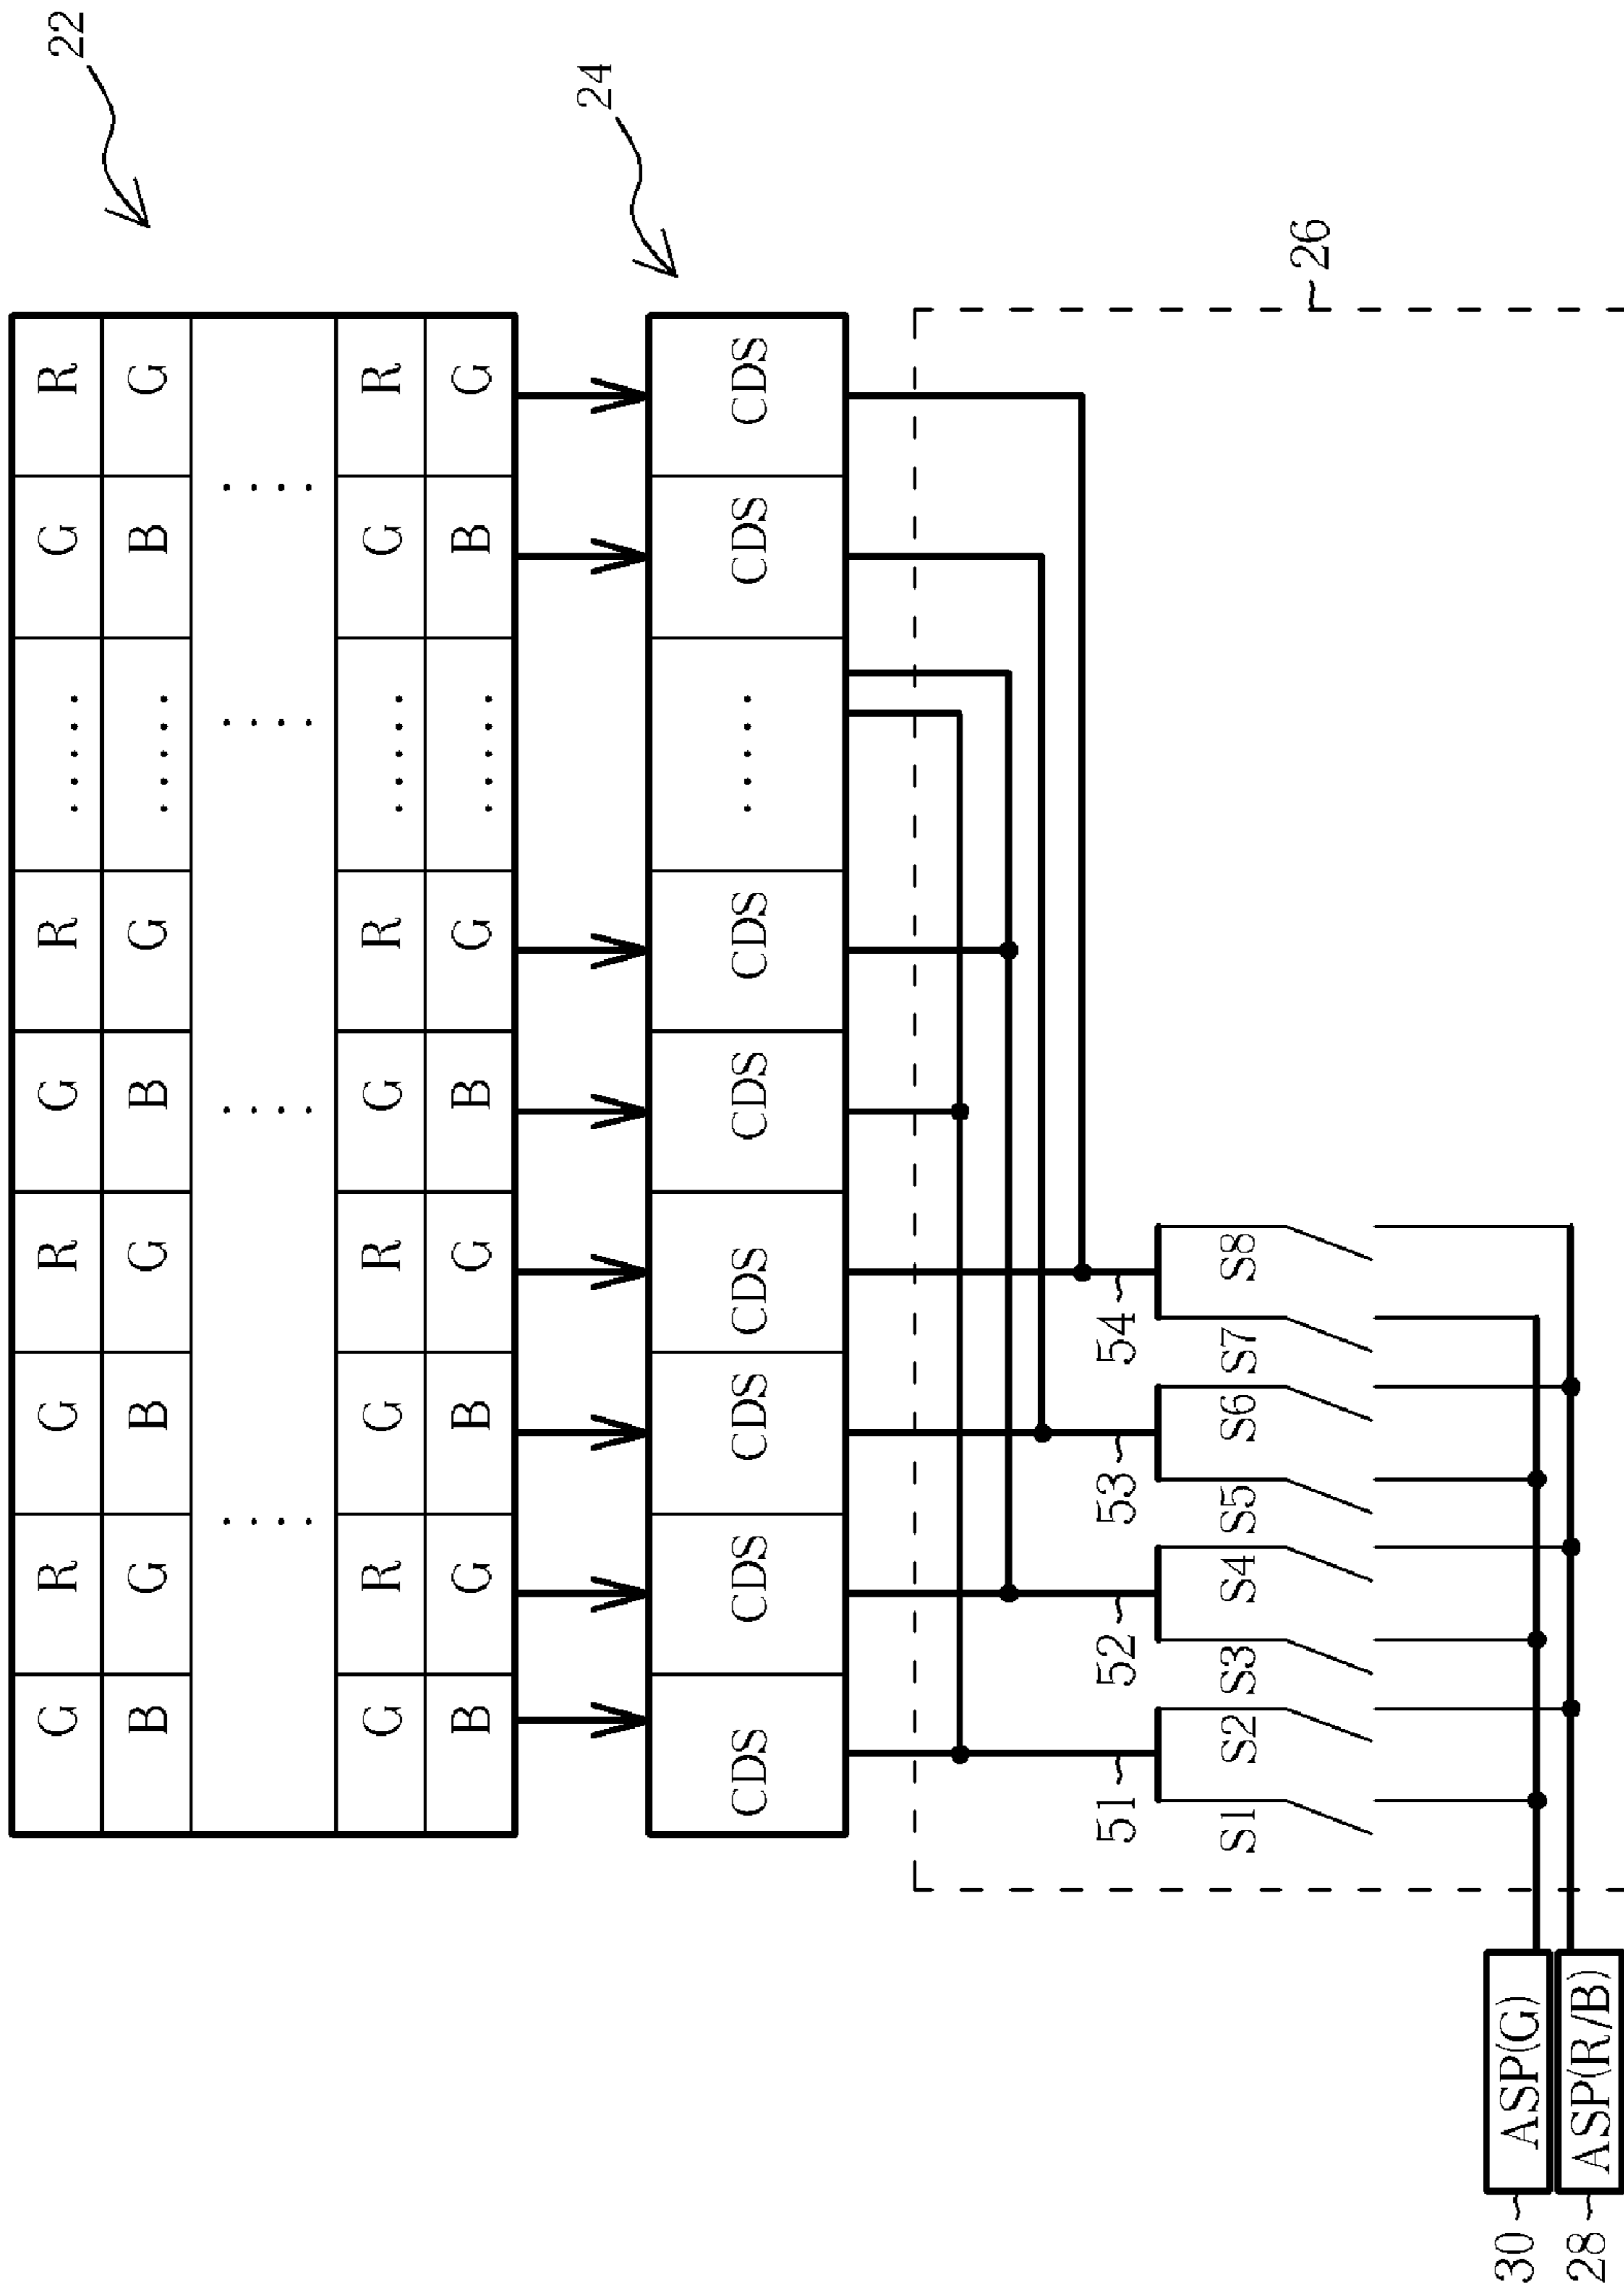 22
G R G R G R ..... G R
B G B G B G ..... B G
.... .... .... ....
G R G R G R ..... G R
B G B G B G ..... B G
24
CDS CDS CDS CDS CDS CDS .... CDS CDS
51 52 53 54
S1 S2 S3 S4 S5 S6 S7 S8
26
30 ASP(G)
28 ASP(R/B)